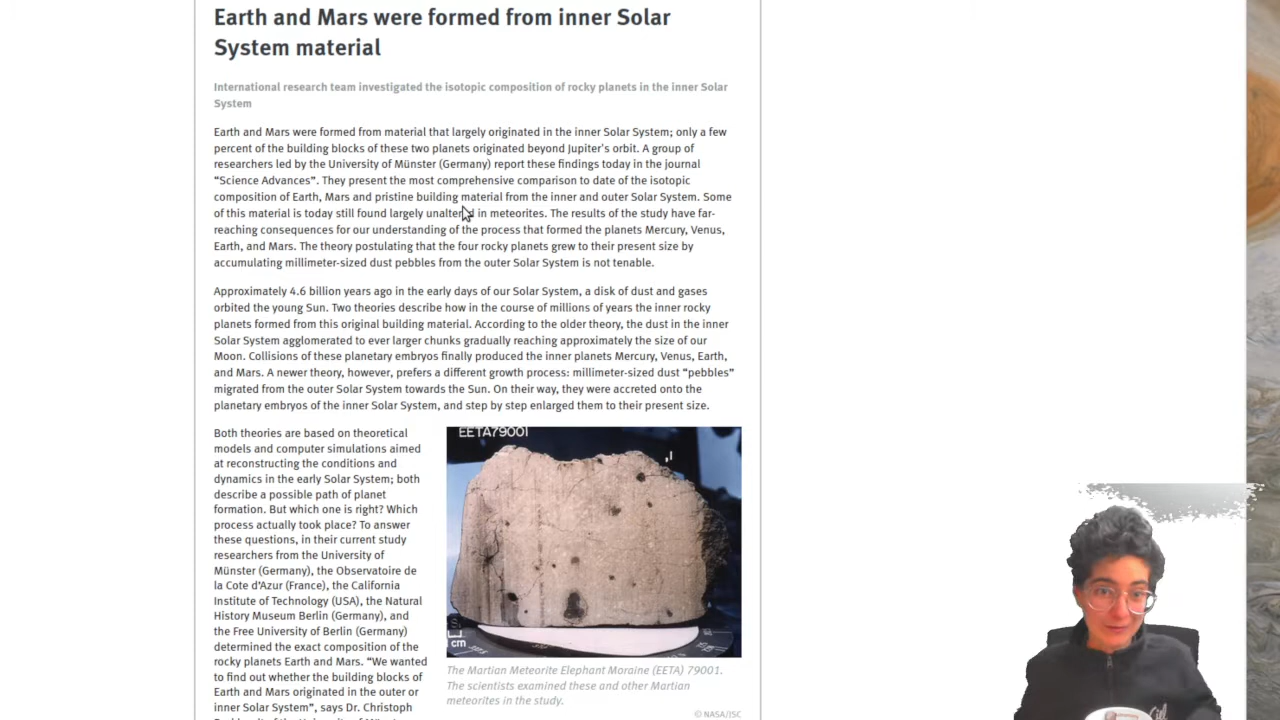 Earth and Mars were formed from inner Solar
System material
International research team investigated the isotopic composition of rocky planets in the inner Solar
System
Earth and Mars were formed from material that largely originated in the inner Solar System; only a few
percent of the building blocks of these two planets originated beyond Jupiter's orbit. A group of
researchers led by the University of Münster (Germany) report these findings today in the journal
“Science Advances”. They present the most comprehensive comparison to date of the isotopic
composition of Earth, Mars and pristine building material from the inner and outer Solar System. Some
of this material is today still found largely unaltered in meteorites. The results of the study have far-
reaching consequences for our understanding of the process that formed the planets Mercury, Venus,
Earth, and Mars. The theory postulating that the four rocky planets grew to their present size by
accumulating millimeter-sized dust pebbles from the outer Solar System is not tenable.
Approximately 4.6 billion years ago in the early days of our Solar System, a disk of dust and gases
orbited the young Sun. Two theories describe how in the course of millions of years the inner rocky
planets formed from this original building material. According to the older theory, the dust in the inner
Solar System agglomerated to ever larger chunks gradually reaching approximately the size of our
Moon. Collisions of these planetary embryos finally produced the inner planets Mercury, Venus, Earth,
and Mars. A newer theory, however, prefers a different growth process: millimeter-sized dust “pebbles”
migrated from the outer Solar System towards the Sun. On their way, they were accreted onto the
planetary embryos of the inner Solar System, and step by step enlarged them to their present size.
Both theories are based on theoretical
models and computer simulations aimed
at reconstructing the conditions and
dynamics in the early Solar System; both
describe a possible path of planet
formation. But which one is right? Which
process actually took place? To answer
these questions, in their current study
researchers from the University of
Münster (Germany), the Observatoire de
la Cote d'Azur (France), the California
Institute of Technology (USA), the Natural
History Museum Berlin (Germany), and
the Free University of Berlin (Germany)
determined the exact composition of the
rocky planets Earth and Mars. “We wanted
to find out whether the building blocks of
Earth and Mars originated in the outer or
inner Solar System”, says Dr. Christoph
EETA79001
cm
The Martian Meteorite Elephant Moraine (EETA) 79001.
The scientists examined these and other Martian
meteorites in the study.
© NASA/JSC